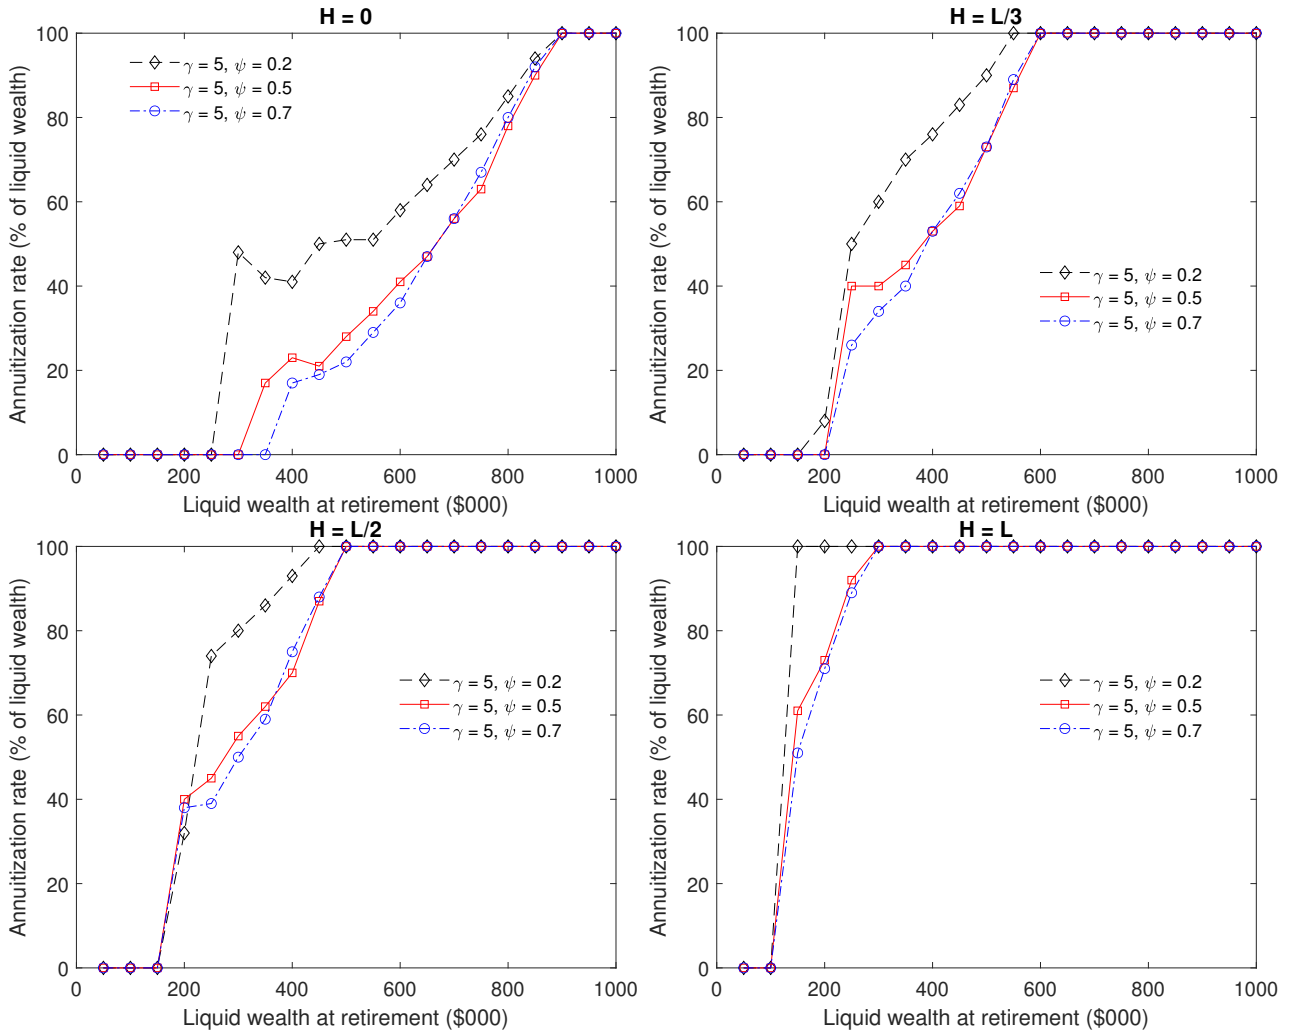 H = 0
100
80
60
40
20
0
Annuitization rate (% of liquid wealth)
γ = 5, ψ = 0.2
γ = 5, ψ = 0.5
γ = 5, ψ = 0.7
0 200 400 600 800 1000
Liquid wealth at retirement ($000)
H = L/3
100
80
60
40
20
0
Annuitization rate (% of liquid wealth)
γ = 5, ψ = 0.2
γ = 5, ψ = 0.5
γ = 5, ψ = 0.7
0 200 400 600 800 1000
Liquid wealth at retirement ($000)
H = L/2
100
80
60
40
20
0
Annuitization rate (% of liquid wealth)
γ = 5, ψ = 0.2
γ = 5, ψ = 0.5
γ = 5, ψ = 0.7
0 200 400 600 800 1000
Liquid wealth at retirement ($000)
H = L
100
80
60
40
20
0
Annuitization rate (% of liquid wealth)
γ = 5, ψ = 0.2
γ = 5, ψ = 0.5
γ = 5, ψ = 0.7
0 200 400 600 800 1000
Liquid wealth at retirement ($000)